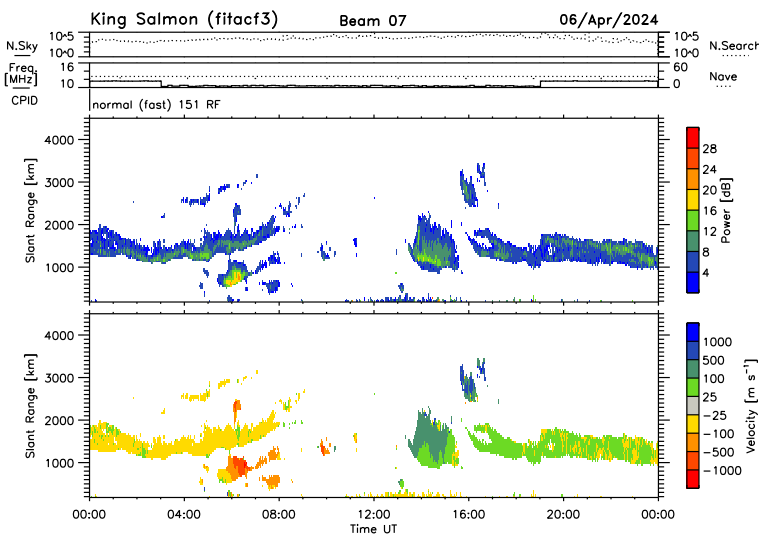 King Salmon (fitacf3) Beam 07 06/Apr/2024
N.Sky 10^5 10^0 10^5 10^0 N.Search
Freq [MHz] 16 10 60 0 Nave
CPID normal (fast) 151 RF
Slant Range [km] 4000 3000 2000 1000
Power [dB] 28 24 20 16 12 8 4
Slant Range [km] 4000 3000 2000 1000
Velocity [m s⁻¹] 1000 500 100 25 −25 −100 −500 −1000
00:00 04:00 08:00 12:00 16:00 20:00 00:00
Time UT